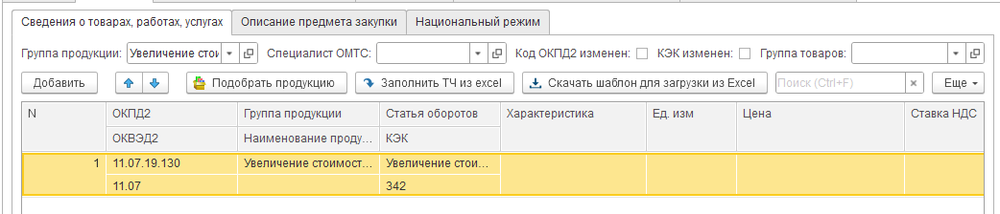 Сведения о товарах, работах, услугах Описание предмета закупки Национальный режим
Группа продукции: Увеличение стои Специалист ОМТС: Код ОКПД2 изменен: КЭК изменен: Группа товаров:
Добавить Подобрать продукцию Заполнить ТЧ из excel Скачать шаблон для загрузки из Excel Поиск (Ctrl+F) × Еще
N ОКПД2 Группа продукции Статья оборотов Характеристика Ед. изм Цена Ставка НДС
ОКВЭД2 Наименование проду... КЭК
1 11.07.19.130 Увеличение стоимост... Увеличение стои...
11.07 342